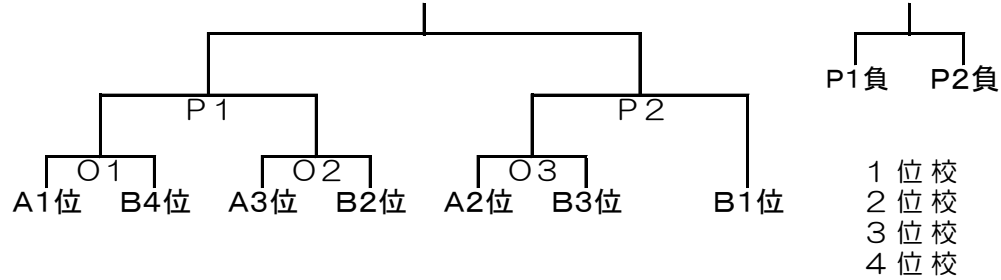 P1負 P2負
P1 P2
O1 O2 O3
A1位 B4位 A3位 B2位 A2位 B3位 B1位
1位校
2位校
3位校
4位校